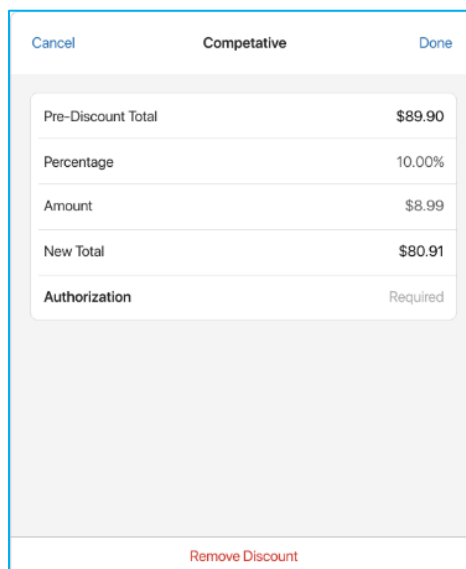 Cancel Competative Done
Pre-Discount Total $89.90
Percentage 10.00%
Amount $8.99
New Total $80.91
Authorization Required
Remove Discount